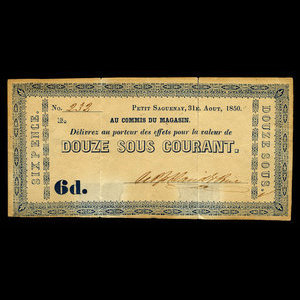 No. 232 PETIT SAGUENAY, 31E. AOUT, 1850.
AU COMMIS DU MAGASIN.
Délivrez au porteur des effets pour la valeur de
DOUZE SOUS COURANT.
6d.
SIX PENCE.
DOUZE SOUS.